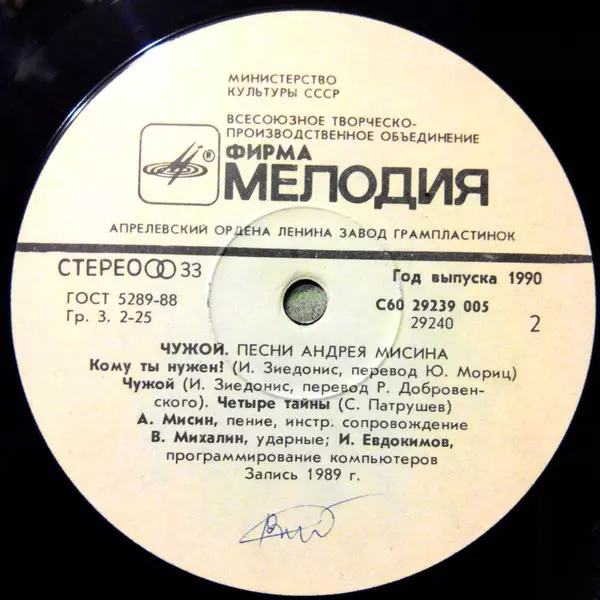 МИНИСТЕРСТВО
КУЛЬТУРЫ СССР
ВСЕСОЮЗНОЕ ТВОРЧЕСКО-
-ПРОИЗВОДСТВЕННОЕ ОБЪЕДИНЕНИЕ
®
ФИРМА
МЕЛОДИЯ
АПРЕЛЕВСКИЙ ОРДЕНА ЛЕНИНА ЗАВОД ГРАМПЛАСТИНОК
СТЕРЕО 33
Год выпуска 1990
ГОСТ 5289-88
С60 29239 005
Гр. 3. 2-25
29240
2
ЧУЖОЙ. ПЕСНИ АНДРЕЯ МИСИНА
Кому ты нужен? (И. Зиедонис, перевод Ю. Мориц)
Чужой (И. Зиедонис, перевод Р. Добровен-
ского). Четыре тайны (С. Патрушев)
А. Мисин, пение, инстр. сопровождение
В. Михалин, ударные; И. Евдокимов,
программирование компьютеров
Запись 1989 г.